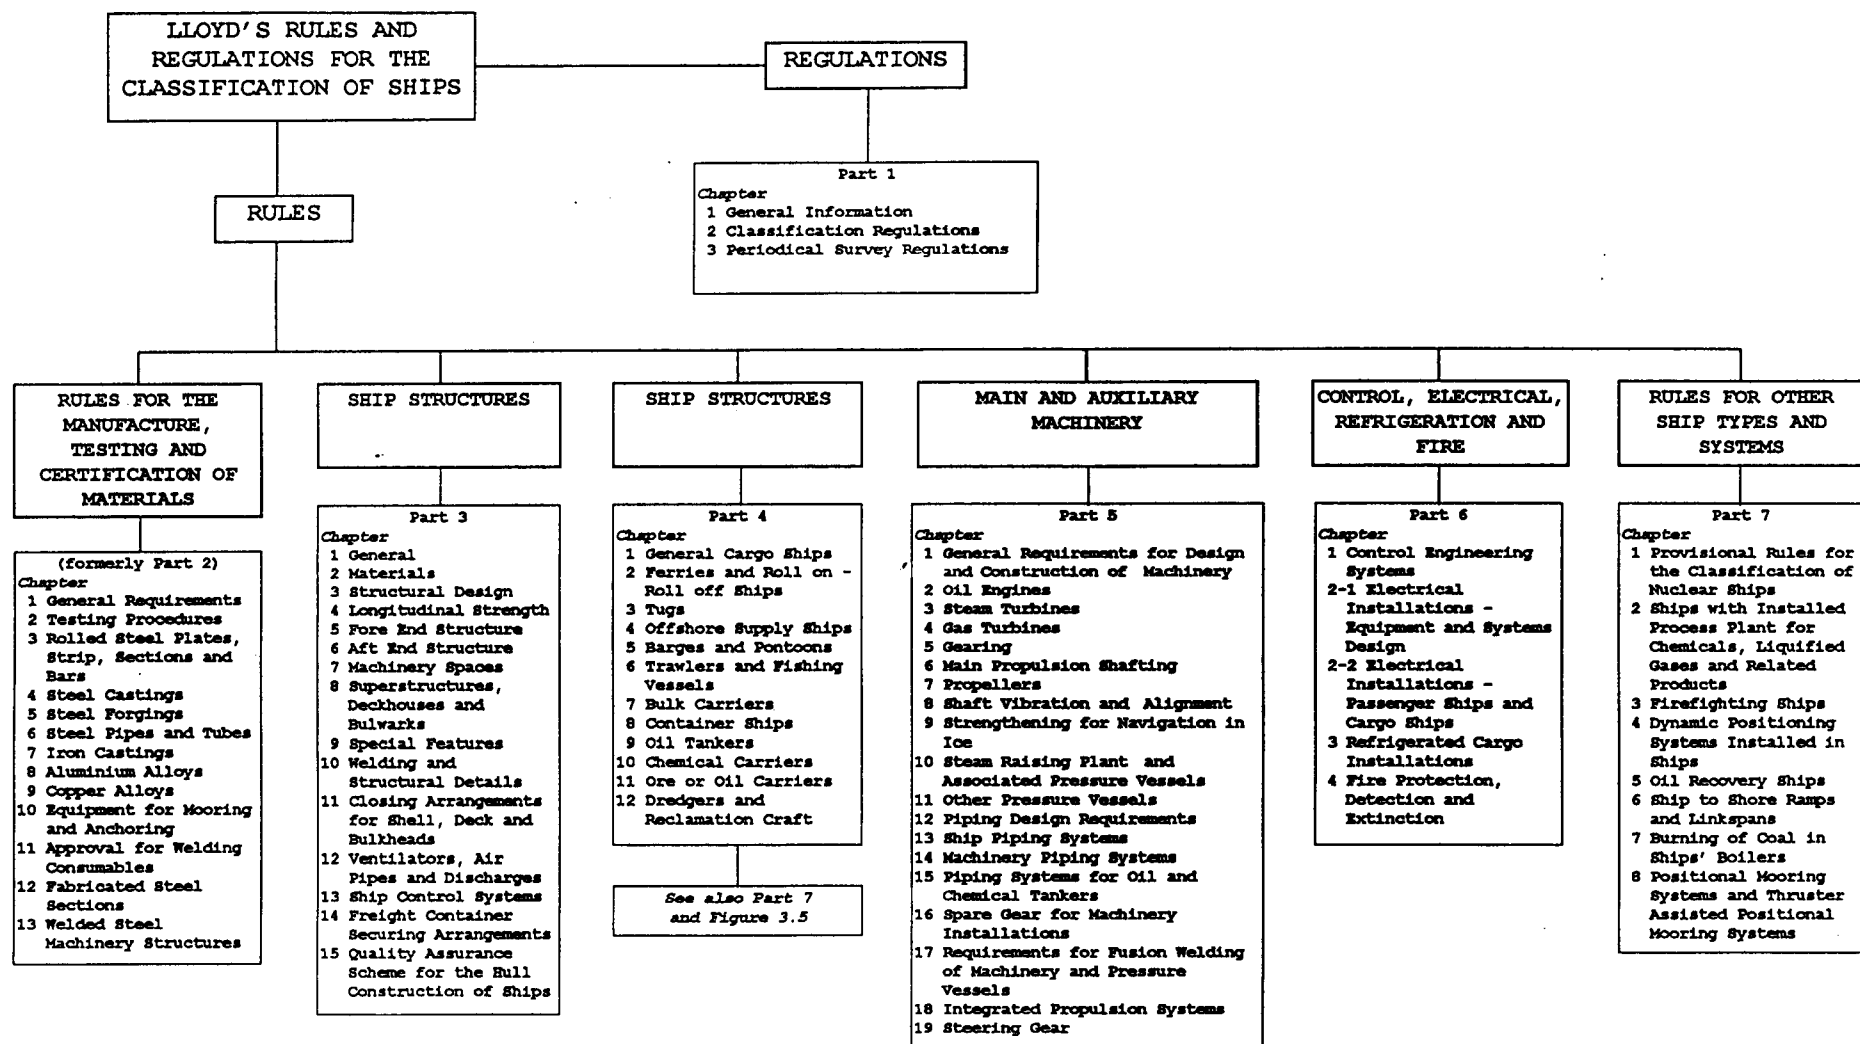 LLOYD'S RULES AND
REGULATIONS FOR THE
CLASSIFICATION OF SHIPS
REGULATIONS
Part 1
Chapter
1 General Information
2 Classification Regulations
3 Periodical Survey Regulations
RULES
RULES FOR THE
MANUFACTURE,
TESTING AND
CERTIFICATION OF
MATERIALS
(formerly Part 2)
Chapter
1 General Requirements
2 Testing Procedures
3 Rolled Steel Plates,
Strip, Sections and
Bars
4 Steel Castings
5 Steel Forgings
6 Steel Pipes and Tubes
7 Iron Castings
8 Aluminium Alloys
9 Copper Alloys
10 Equipment for Mooring
and Anchoring
11 Approval for Welding
Consumables
12 Fabricated Steel
Sections
13 Welded Steel
Machinery Structures
SHIP STRUCTURES
Part 3
Chapter
1 General
2 Materials
3 Structural Design
4 Longitudinal Strength
5 Fore End Structure
6 Aft End Structure
7 Machinery Spaces
8 Superstructures,
Deckhouses and
Bulwarks
9 Special Features
10 Welding and
Structural Details
11 Closing Arrangements
for Shell, Deck and
Bulkheads
12 Ventilators, Air
Pipes and Discharges
13 Ship Control Systems
14 Freight Container
Securing Arrangements
15 Quality Assurance
Scheme for the Hull
Construction of Ships
SHIP STRUCTURES
Part 4
Chapter
1 General Cargo Ships
2 Ferries and Roll on -
Roll off Ships
3 Tugs
4 Offshore Supply Ships
5 Barges and Pontoons
6 Trawlers and Fishing
Vessels
7 Bulk Carriers
8 Container Ships
9 Oil Tankers
10 Chemical Carriers
11 Ore or Oil Carriers
12 Dredgers and
Reclamation Craft
See also Part 7
and Figure 3.5
MAIN AND AUXILIARY
MACHINERY
Part 5
Chapter
1 General Requirements for Design
and Construction of Machinery
2 Oil Engines
3 Steam Turbines
4 Gas Turbines
5 Gearing
6 Main Propulsion Shafting
7 Propellers
8 Shaft Vibration and Alignment
9 Strengthening for Navigation in
Ice
10 Steam Raising Plant and
Associated Pressure Vessels
11 Other Pressure Vessels
12 Piping Design Requirements
13 Ship Piping Systems
14 Machinery Piping Systems
15 Piping Systems for Oil and
Chemical Tankers
16 Spare Gear for Machinery
Installations
17 Requirements for Fusion Welding
of Machinery and Pressure
Vessels
18 Integrated Propulsion Systems
19 Steering Gear
CONTROL, ELECTRICAL,
REFRIGERATION AND
FIRE
Part 6
Chapter
1 Control Engineering
Systems
2-1 Electrical
Installations -
Equipment and Systems
Design
2-2 Electrical
Installations -
Passenger Ships and
Cargo Ships
3 Refrigerated Cargo
Installations
4 Fire Protection,
Detection and
Extinction
RULES FOR OTHER
SHIP TYPES AND
SYSTEMS
Part 7
Chapter
1 Provisional Rules for
the Classification of
Nuclear Ships
2 Ships with Installed
Process Plant for
Chemicals, Liquified
Gases and Related
Products
3 Firefighting Ships
4 Dynamic Positioning
Systems Installed in
Ships
5 Oil Recovery Ships
6 Ship to Shore Ramps
and Linkspans
7 Burning of Coal in
Ships' Boilers
8 Positional Mooring
Systems and Thruster
Assisted Positional
Mooring Systems